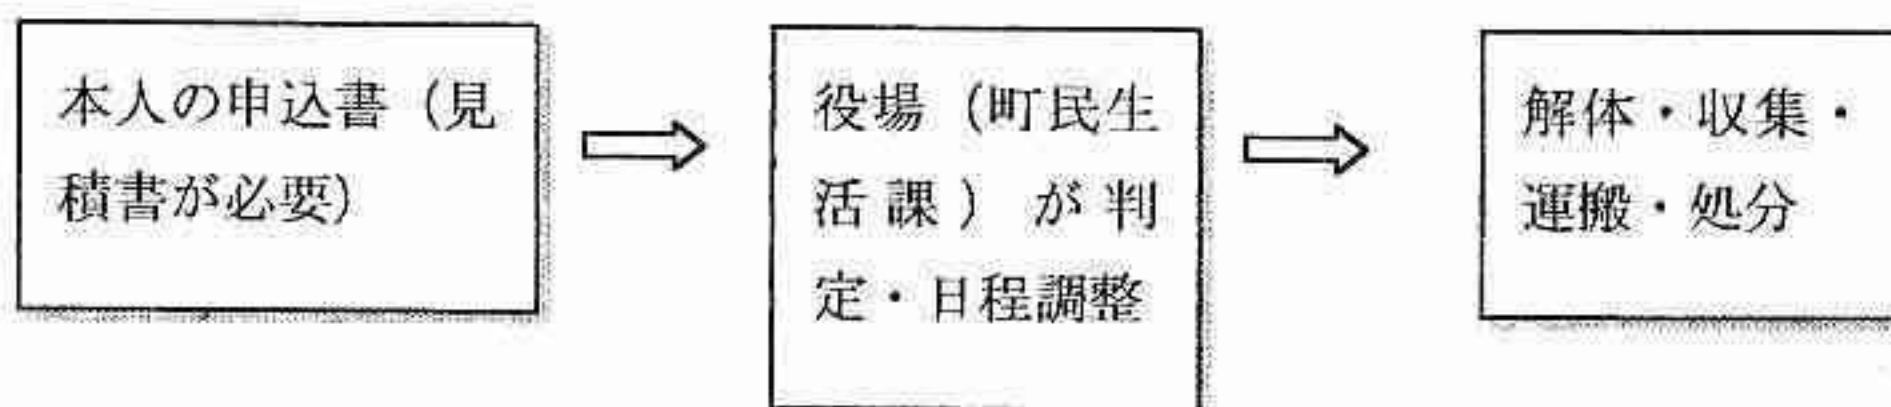 本人の申込書（見
積書が必要）
役場（町民生
活課）が判
定・日程調整
解体・収集・
運搬・処分